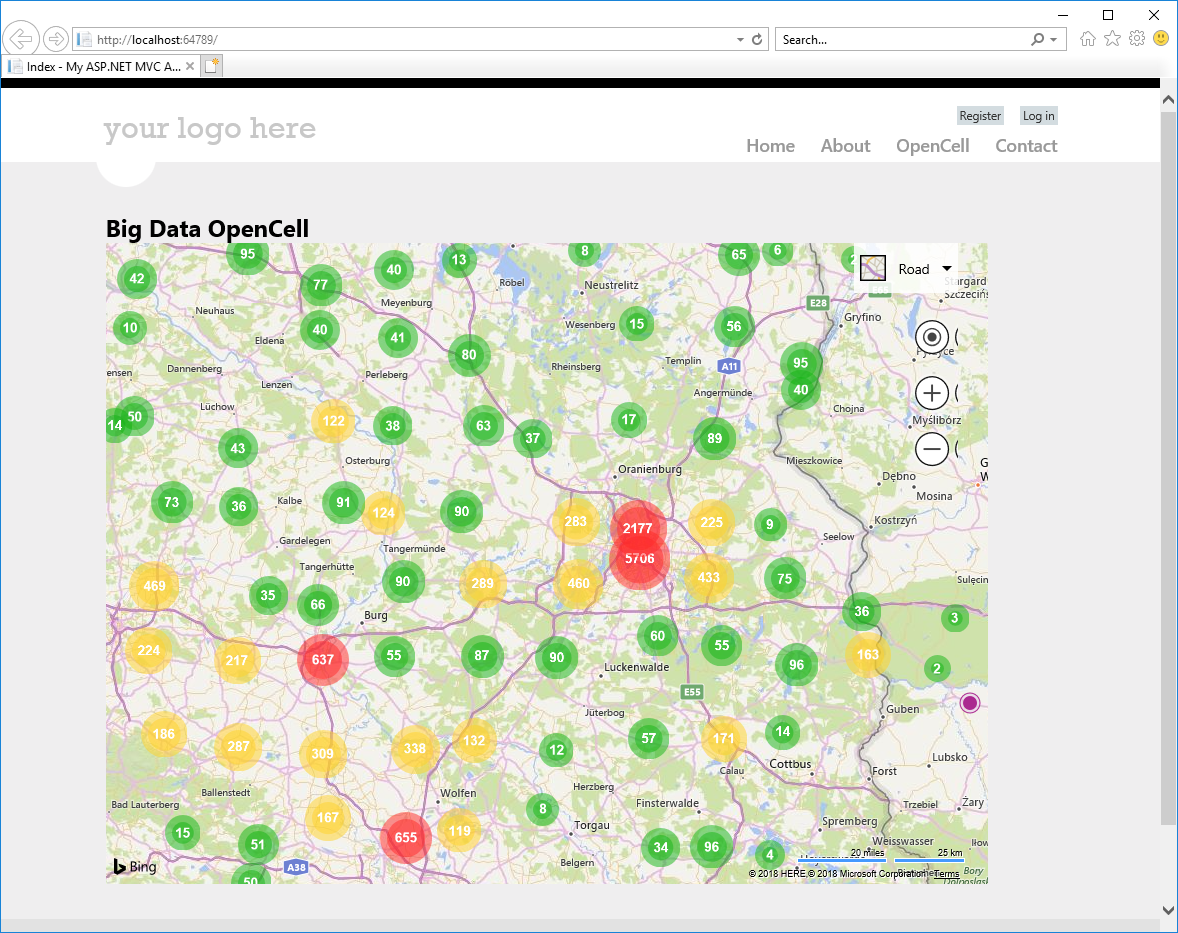 http://localhost:64789/
Search...
Index - My ASP.NET MVC A...
Register Log in
your logo here
Home About OpenCell Contact
Big Data OpenCell
95 13 8 65 6
42 77 40 Röbel Neustrelitz Road
Stargard
Szczecińs
Meyenburg E28
Neuhaus Gryfino
10 40 41 Wesenberg 15 56
Eldena
80 Templin
Dannenberg Perleberg Rheinsberg A11 95
Lenzen Angermünde 40
Lüchow Chojna
14 50 122 38 63 17 Myślibórz
43 37 89
Osterburg Oranienburg Mieszkowice
Dębno
73 36 Kalbe 91 124 90 Mosina
283 2177 225 9 Kostrzyń
Gardelegen Tangermünde Seelow
5706
Tangerhütte
469 35 66 90 289 460 433 75
Burg 36 3
60 55
224 217 637 55 87 90 96 163 2
Luckenwalde
E55
Jüterbog Guben
186 287 309 338 132 12 57 171 14
Calau Cottbus Lubsko
Forst
Ballenstedt Wolfen Herzberg
Bad Lauterberg Finsterwalde Trzebiel Żary
167 119 8 Torgau Spremberg
15 51 655 34 96 4 Weisswasser
Belgern
20 miles 25 km
Bing A38
50
© 2018 HERE, © 2018 Microsoft Corporation Terms
Bory